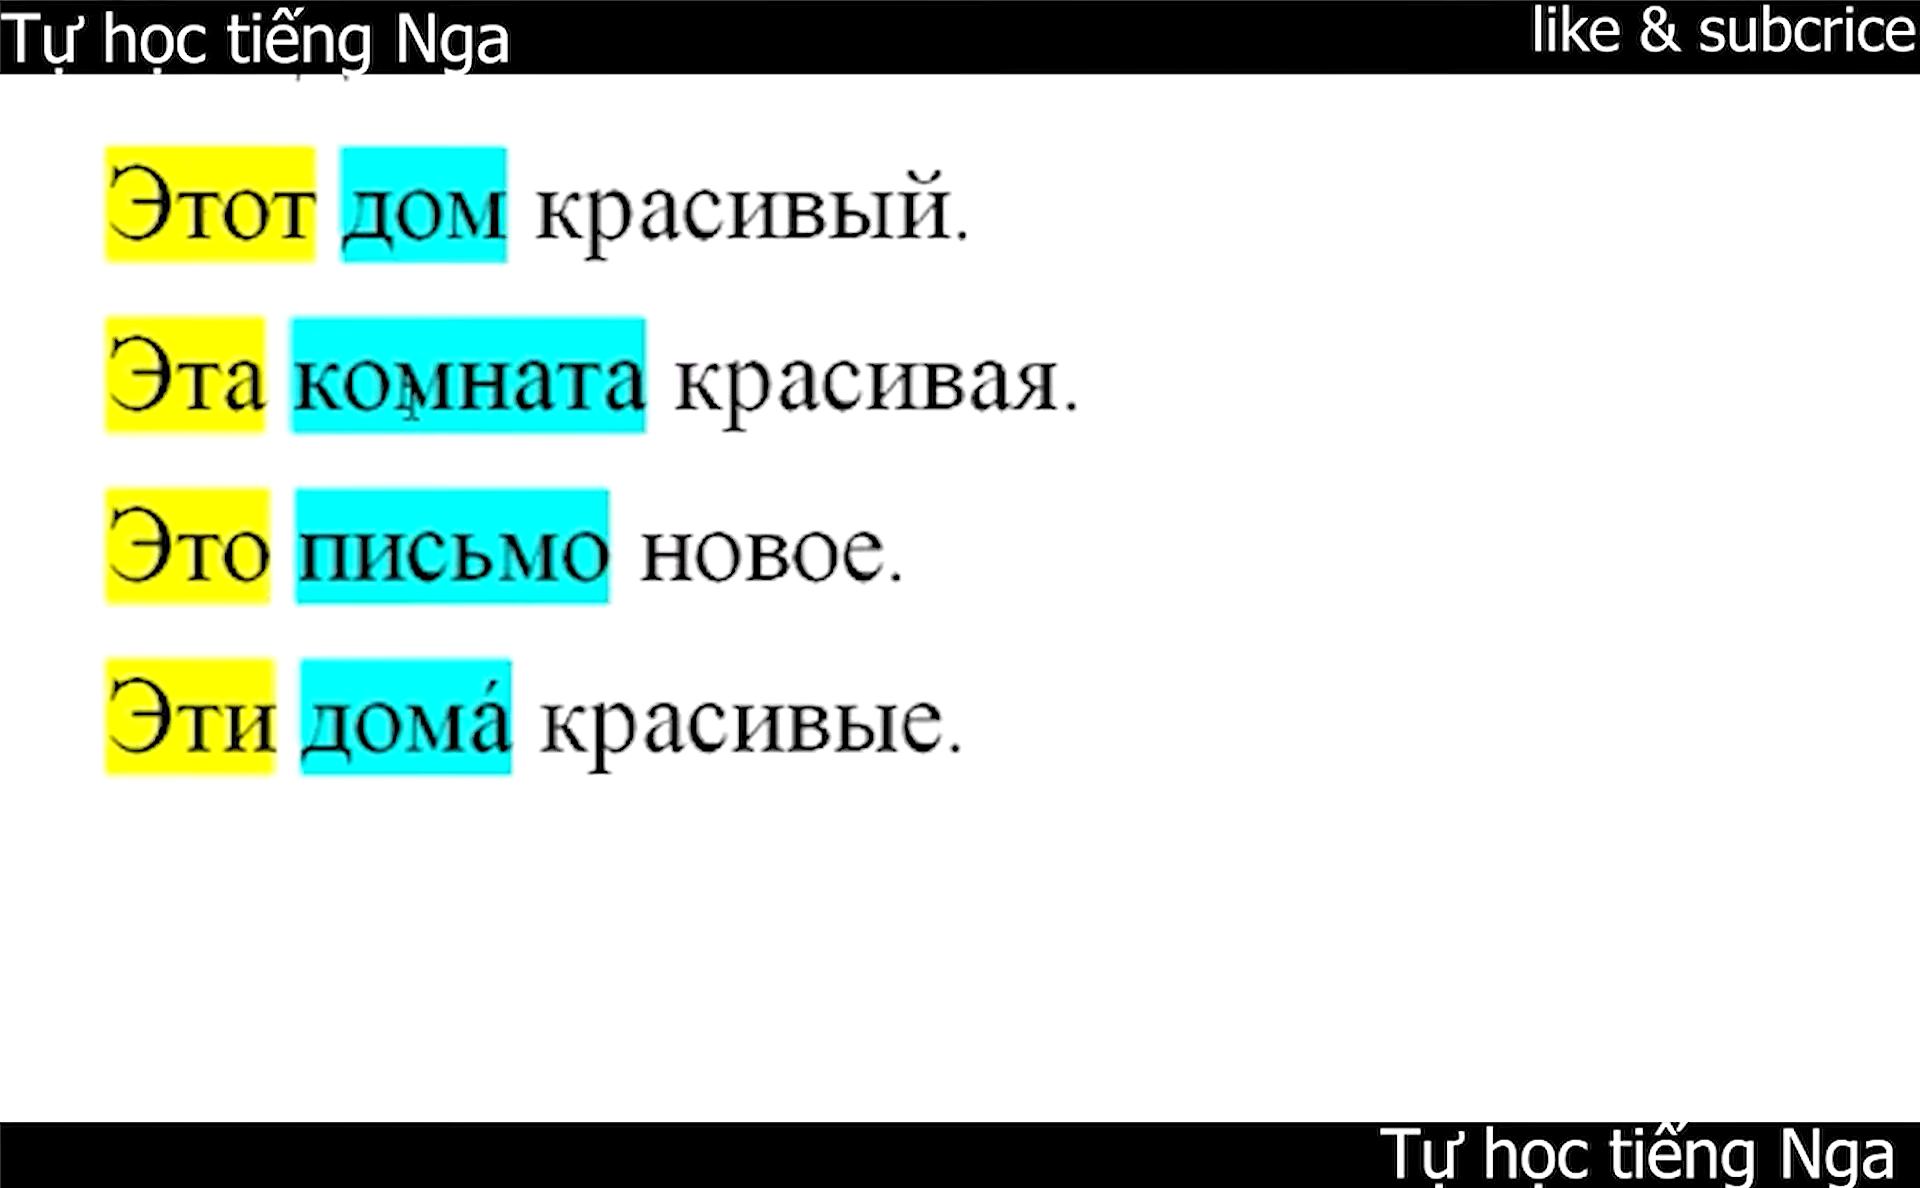 Tự học tiếng Nga
like & subcrice
Этот дом красивый.
Эта комната красивая.
Это письмо новое.
Эти дома́ красивые.
Tự học tiếng Nga